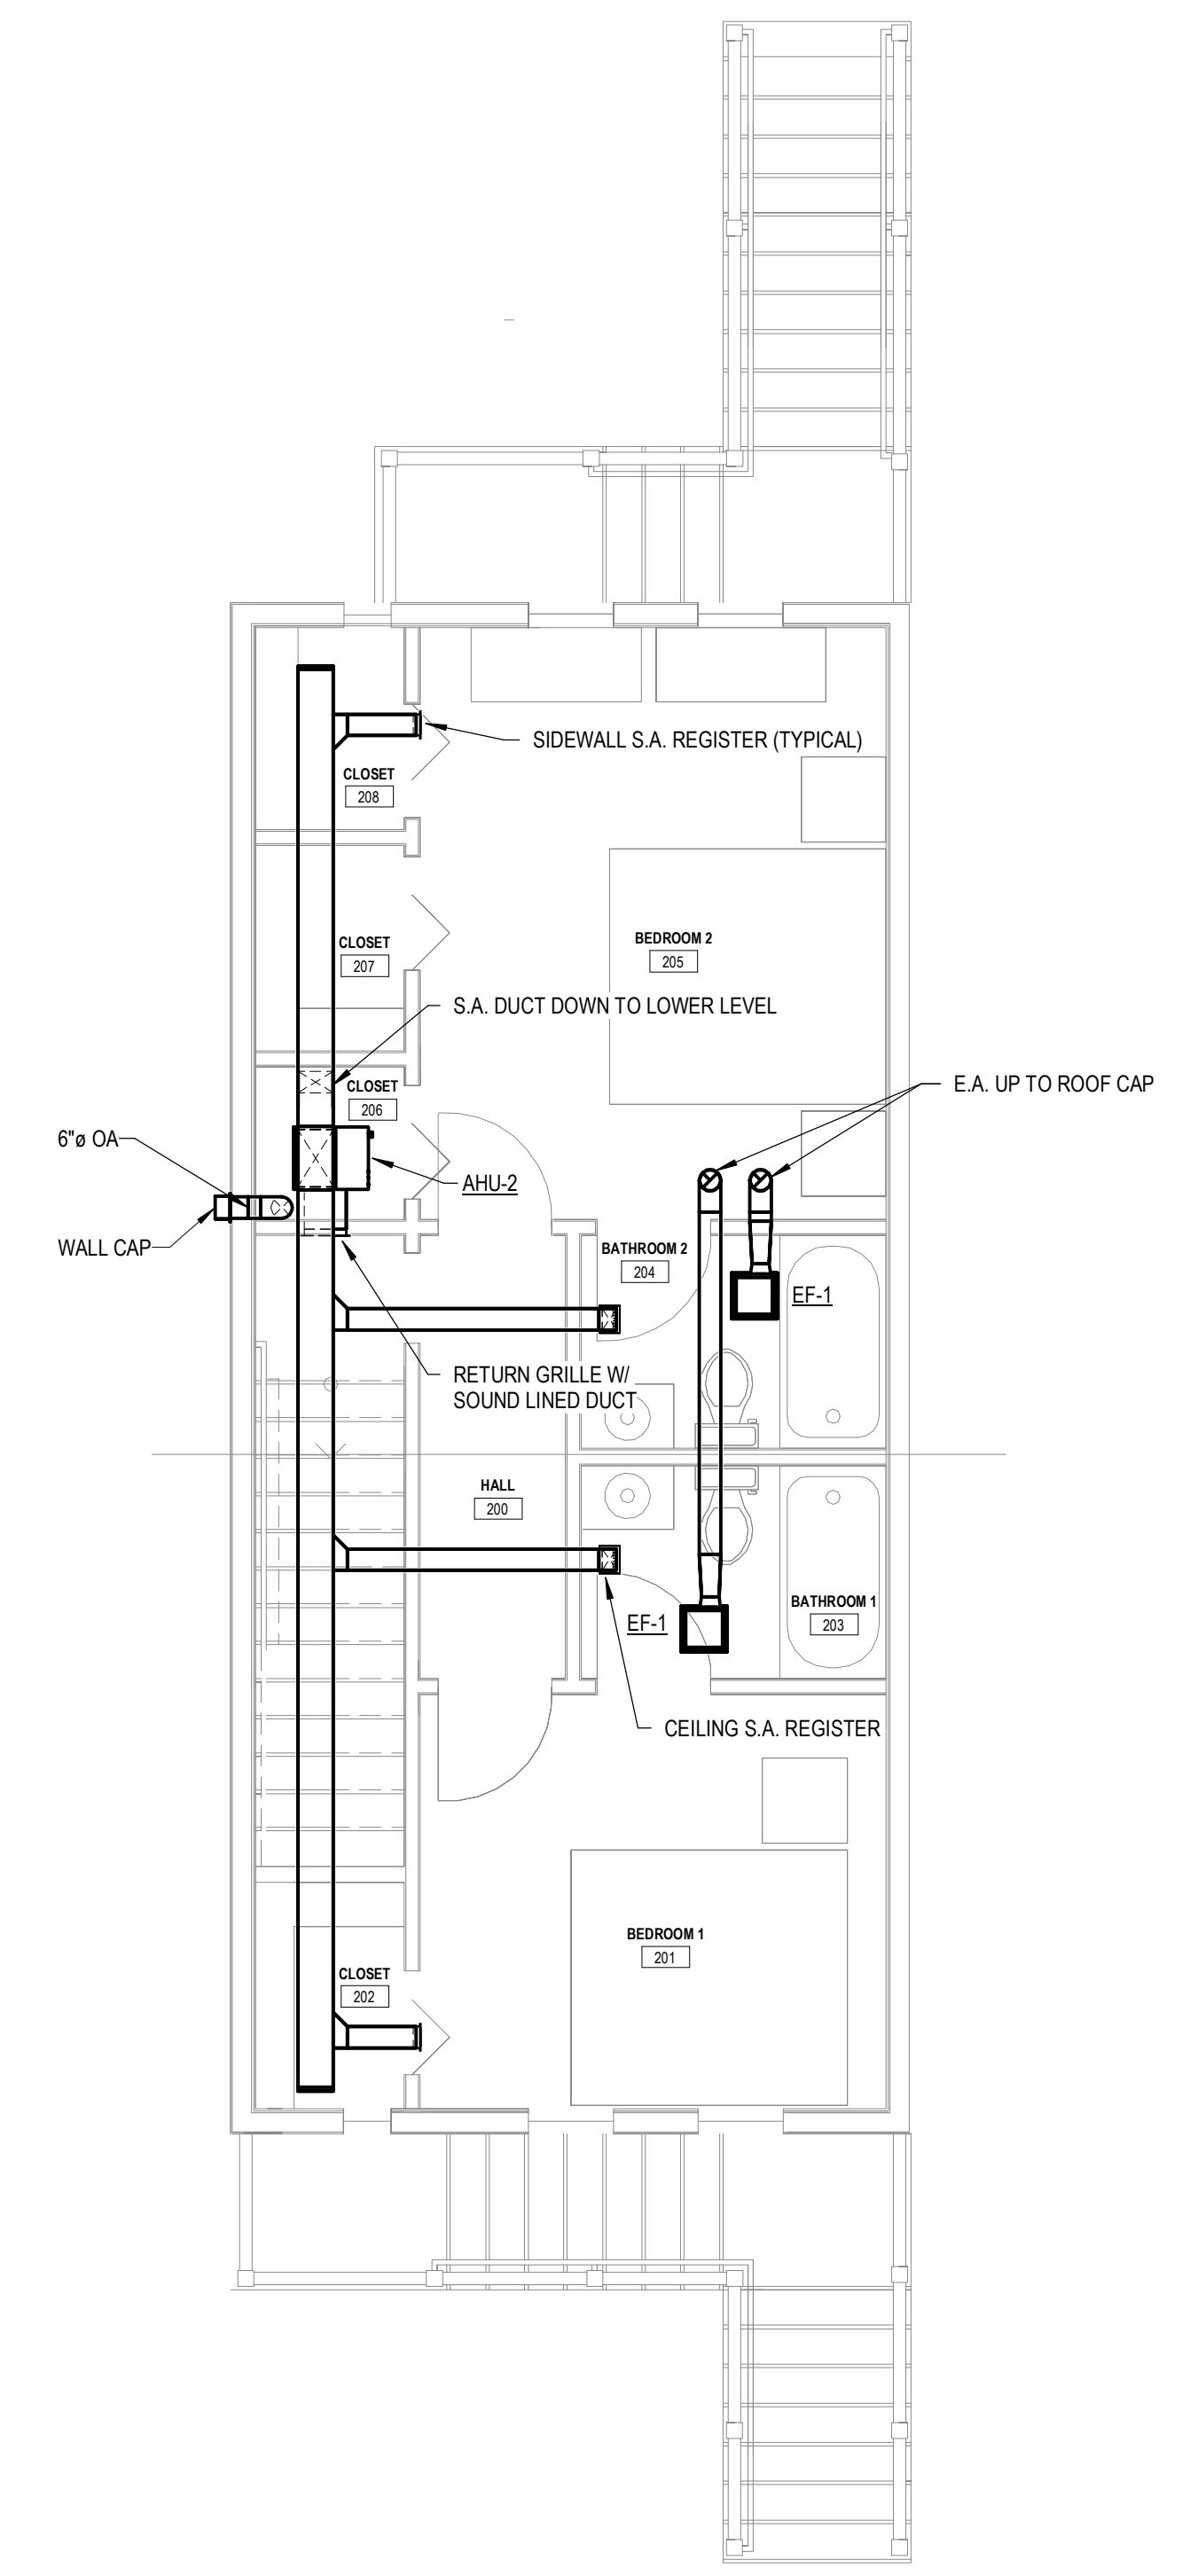 SIDEWALL S.A. REGISTER (TYPICAL)
CLOSET
208
CLOSET
207
BEDROOM 2
205
S.A. DUCT DOWN TO LOWER LEVEL
CLOSET
206
E.A. UP TO ROOF CAP
6"ø OA
AHU-2
WALL CAP
BATHROOM 2
204
EF-1
RETURN GRILLE W/
SOUND LINED DUCT
HALL
200
BATHROOM 1
203
EF-1
CEILING S.A. REGISTER
BEDROOM 1
201
CLOSET
202